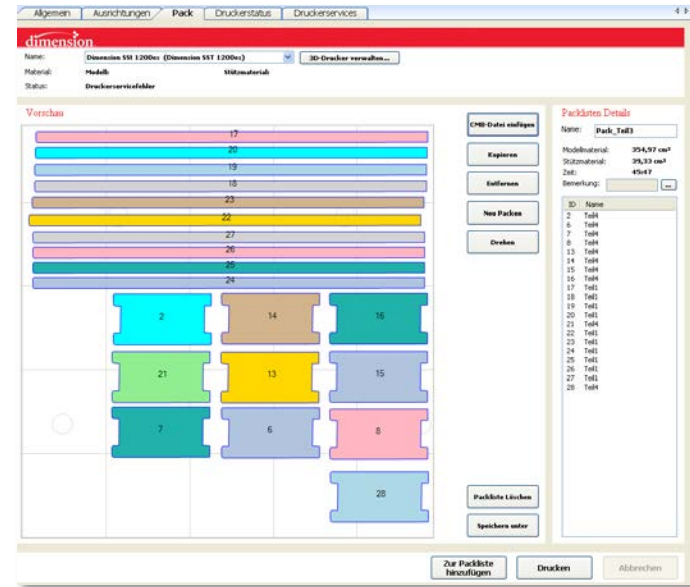 Allgemein Ausrichtungen Pack Druckerstatus Druckerservices
dimension
Name: Dimension SST 1200es (Dimension SST 1200es) 3D-Drucker verwalten...
Material: Modell: Stützmaterial:
Status: Druckerservicefehler
Vorschau
17
20
19
18
23
22
27
26
25
24
2 14 16
21 13 15
7 6 8
28
CMB-Datei einfügen
Kopieren
Entfernen
Neu Packen
Drehen
Packliste Löschen
Speichern unter
Packlisten Details
Name: Pack_Teil3
Modellmaterial: 354,97 cm³
Stützmaterial: 39,33 cm³
Zeit: 45:47
Bemerkung: ...
ID Name
2 Teil4
6 Teil4
7 Teil4
8 Teil4
13 Teil4
14 Teil4
15 Teil4
16 Teil4
17 Teil1
18 Teil1
19 Teil1
20 Teil1
21 Teil4
22 Teil1
23 Teil1
24 Teil1
25 Teil1
26 Teil1
27 Teil1
28 Teil4
Zur Packliste hinzufügen Drucken Abbrechen